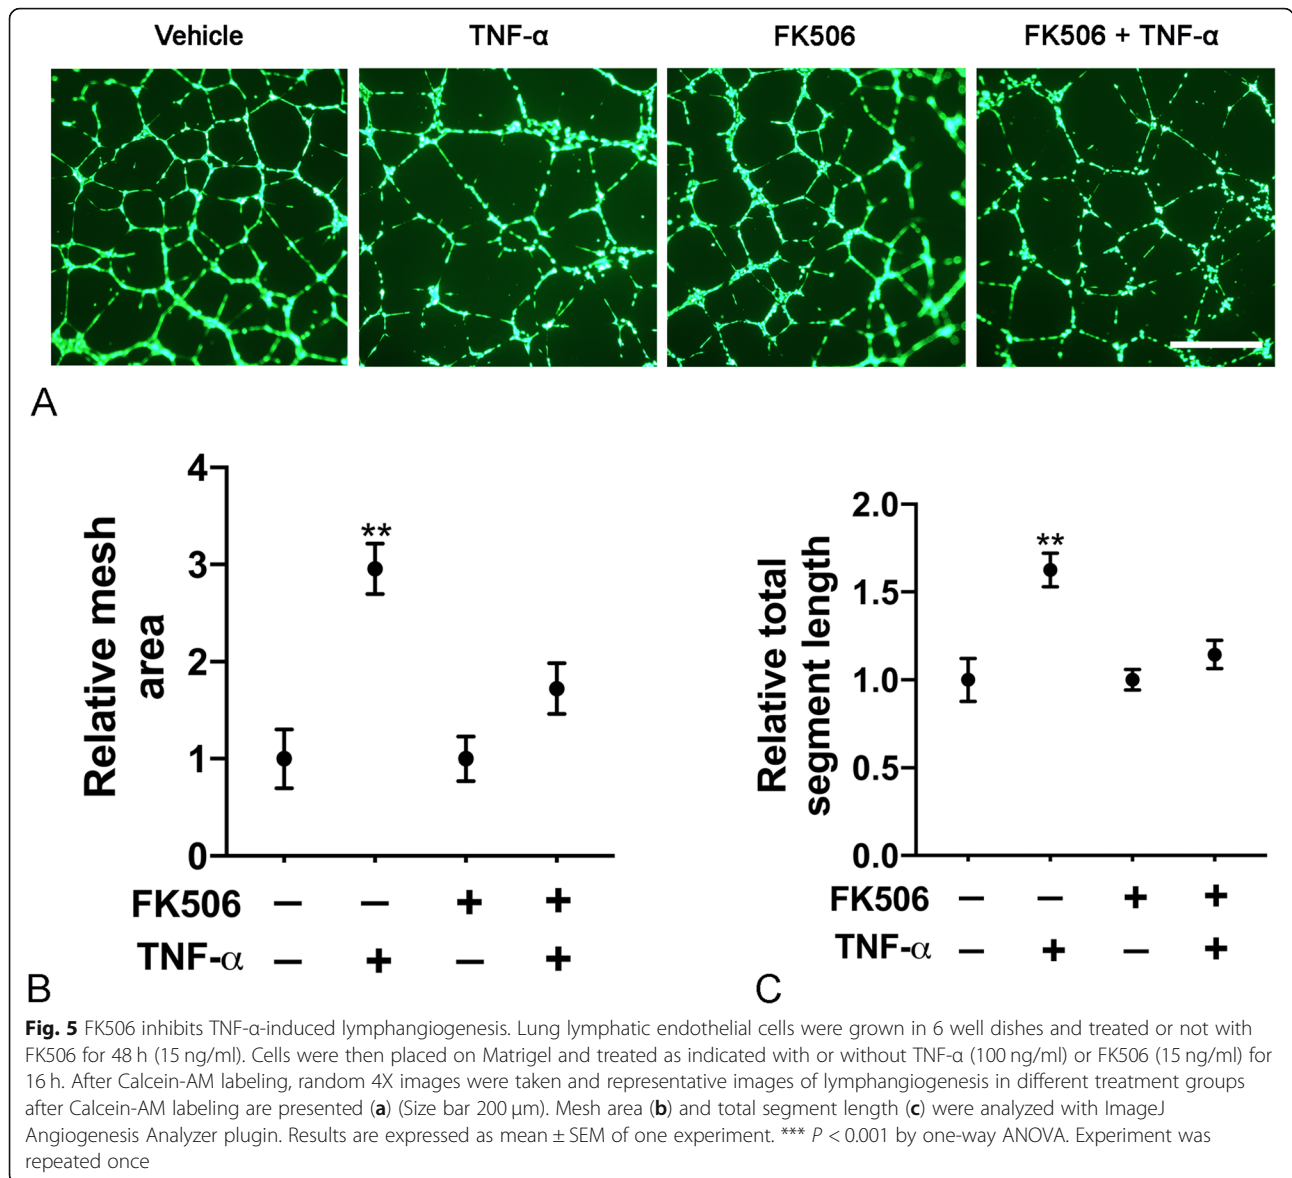 Vehicle TNF-α FK506 FK506 + TNF-α
A
4
3
2
1
0
Relative mesh
area
**
FK506 – – + +
TNF-α – + – +
B
2.0
1.5
1.0
0.5
0.0
Relative total
segment length
**
FK506 – – + +
TNF-α – + – +
C
Fig. 5 FK506 inhibits TNF-α-induced lymphangiogenesis. Lung lymphatic endothelial cells were grown in 6 well dishes and treated or not with
FK506 for 48 h (15 ng/ml). Cells were then placed on Matrigel and treated as indicated with or without TNF-α (100 ng/ml) or FK506 (15 ng/ml) for
16 h. After Calcein-AM labeling, random 4X images were taken and representative images of lymphangiogenesis in different treatment groups
after Calcein-AM labeling are presented (a) (Size bar 200 μm). Mesh area (b) and total segment length (c) were analyzed with ImageJ
Angiogenesis Analyzer plugin. Results are expressed as mean ± SEM of one experiment. *** P < 0.001 by one-way ANOVA. Experiment was
repeated once